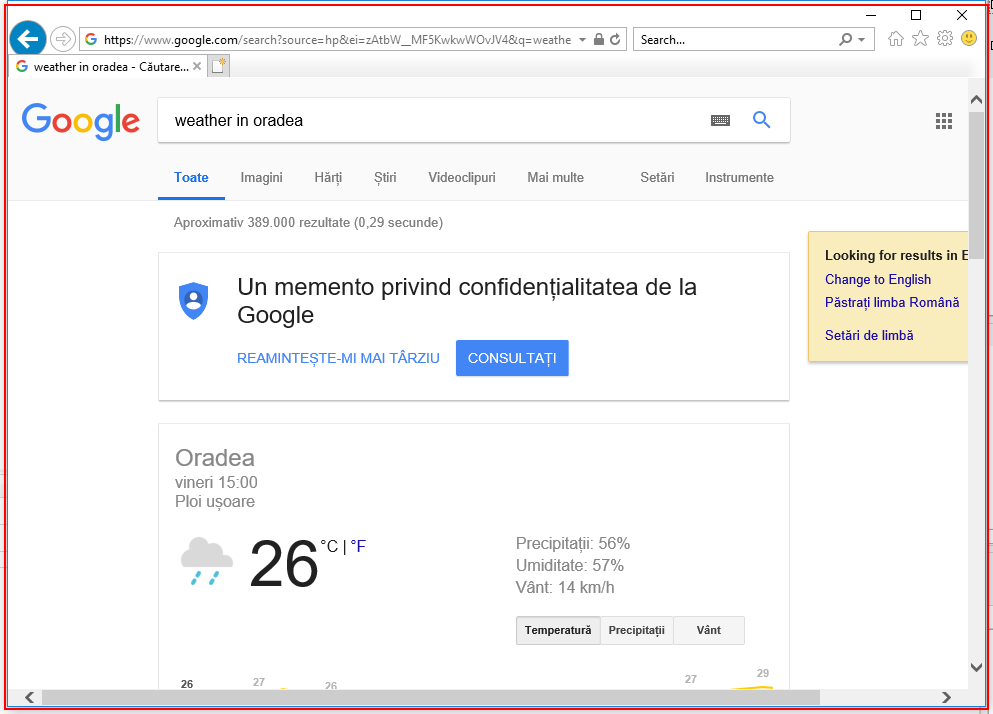 https://www.google.com/search?source=hp&ei=zAtbW__MF5KwkwWOvJV4&q=weathe
Search...
weather in oradea - Căutare...
Google
weather in oradea
Toate Imagini Hărți Știri Videoclipuri Mai multe Setări Instrumente
Aproximativ 389.000 rezultate (0,29 secunde)
Looking for results in E
Change to English
Păstrați limba Română
Setări de limbă
Un memento privind confidențialitatea de la
Google
REAMINTEȘTE-MI MAI TÂRZIU CONSULTAȚI
Oradea
vineri 15:00
Ploi ușoare
26 °C | °F
Precipitații: 56%
Umiditate: 57%
Vânt: 14 km/h
Temperatură Precipitații Vânt
26 27 26 27 29